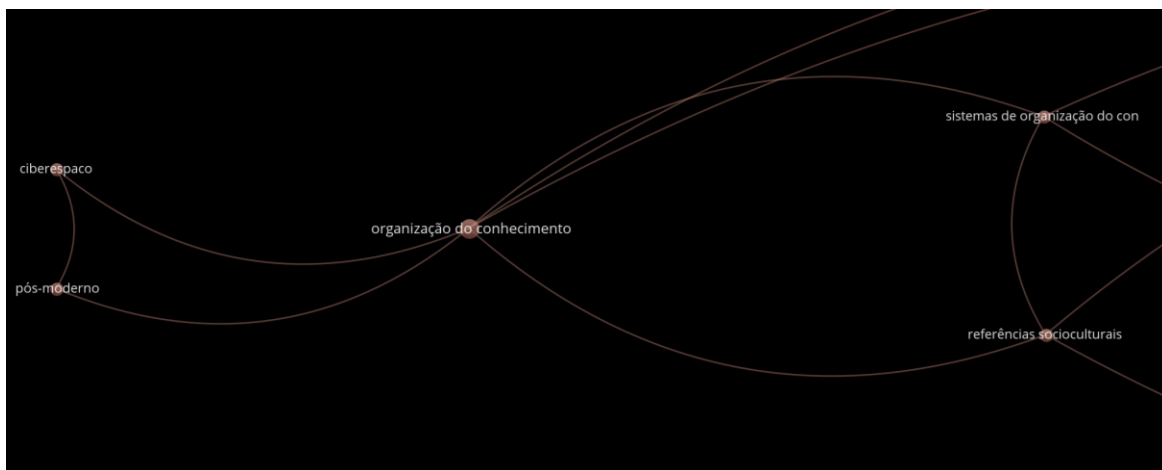 sistemas de organização do con
ciberespaco
organização do conhecimento
pós-moderno
referências socioculturais